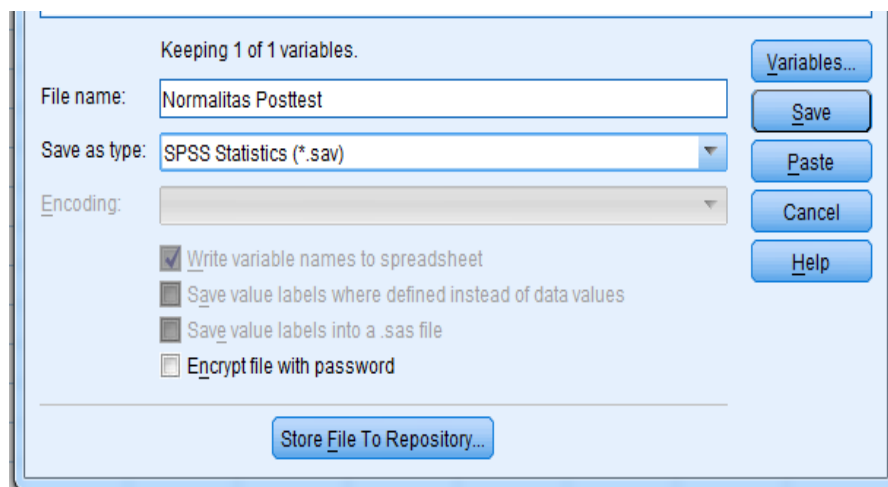 Keeping 1 of 1 variables.
Variables...
File name: Normalitas Posttest
Save
Save as type: SPSS Statistics (*.sav)
Paste
Encoding:
Cancel
Write variable names to spreadsheet
Help
Save value labels where defined instead of data values
Save value labels into a .sas file
Encrypt file with password
Store File To Repository...